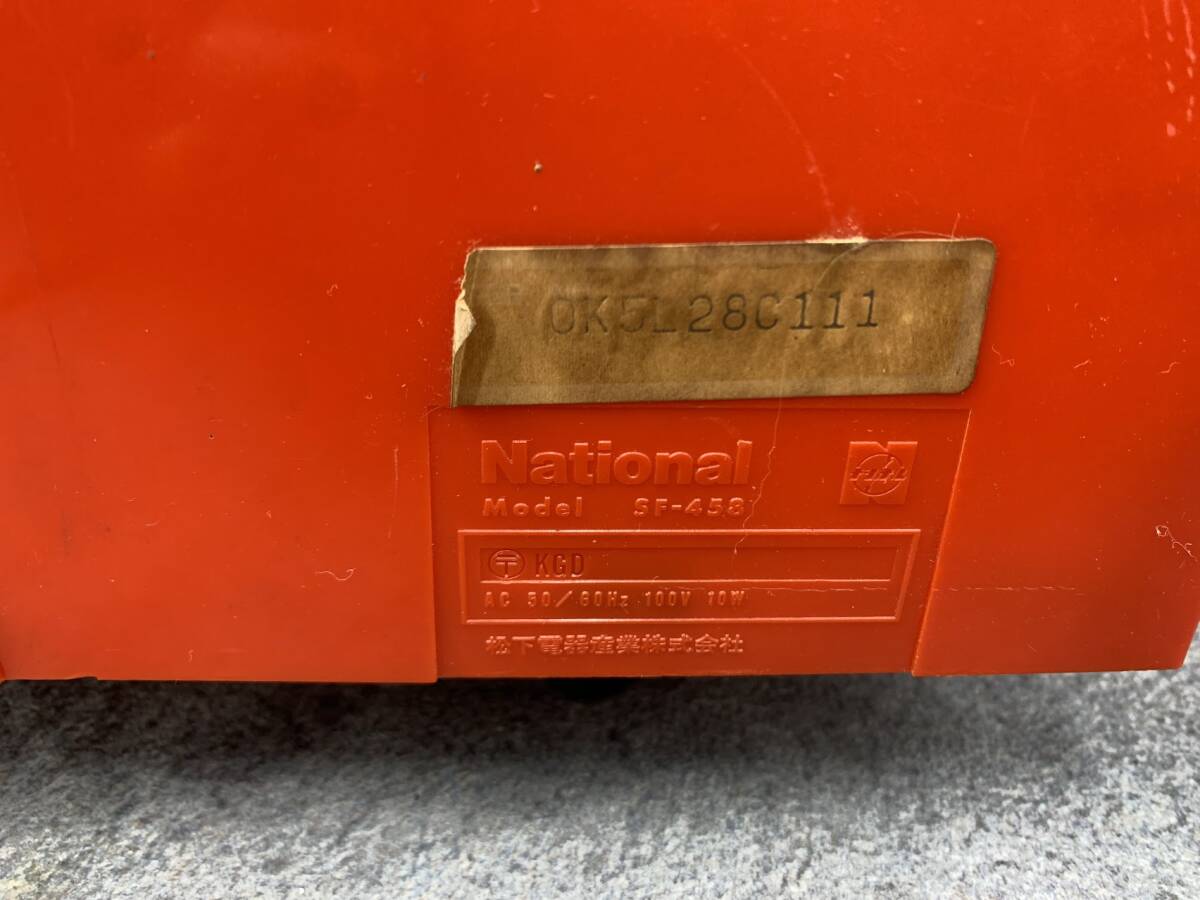 OK5L28C111
National
Model SF-458
〒 KGD
AC 50/60Hz 100V 10W
松下電器産業株式会社